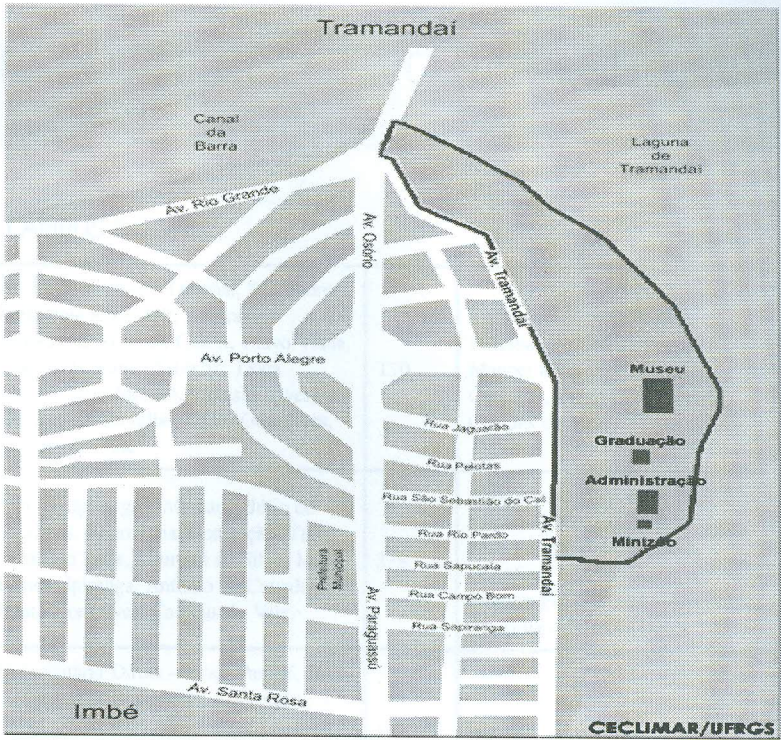 Tramandaí
Canal
da
Barra
Laguna
de
Tramandaí
Av. Rio Grande
Av. Osório
Av. Tramandaí
Av. Porto Alegre
Museu
Rua Jaguarão
Graduação
Rua Pelotas
Administração
Rua São Sebastião do Caí
Av. Tramandaí
Rua Rio Pardo
Minizôo
Prefeitura
Municipal
Rua Sapucaia
Av. Paraguassú
Rua Campo Bom
Rua Sapiranga
Av. Santa Rosa
Imbé
CECLIMAR/UFRGS